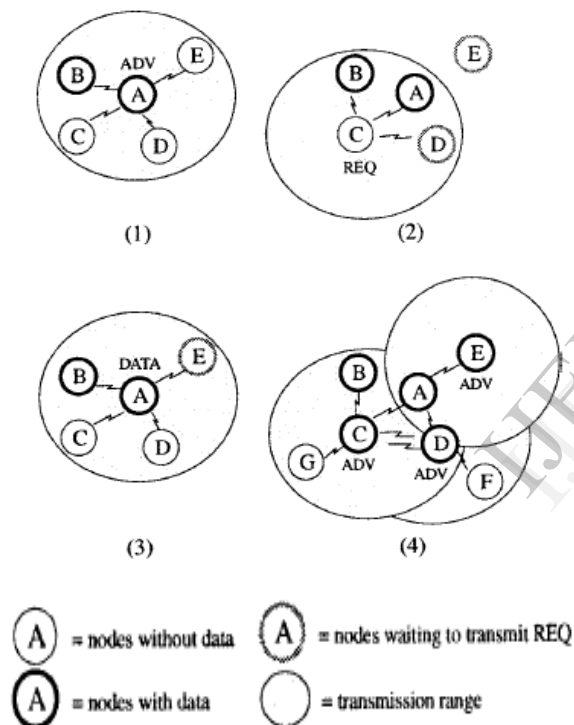 E
ADV
B
A
C
D
(1)
E
B
A
C
D
REQ
(2)
DATA
E
B
A
C
D
(3)
E
ADV
B
A
C
D
ADV
ADV
G
F
(4)
IJE
A = nodes without data
A = nodes waiting to transmit REQ
A = nodes with data
= transmission range